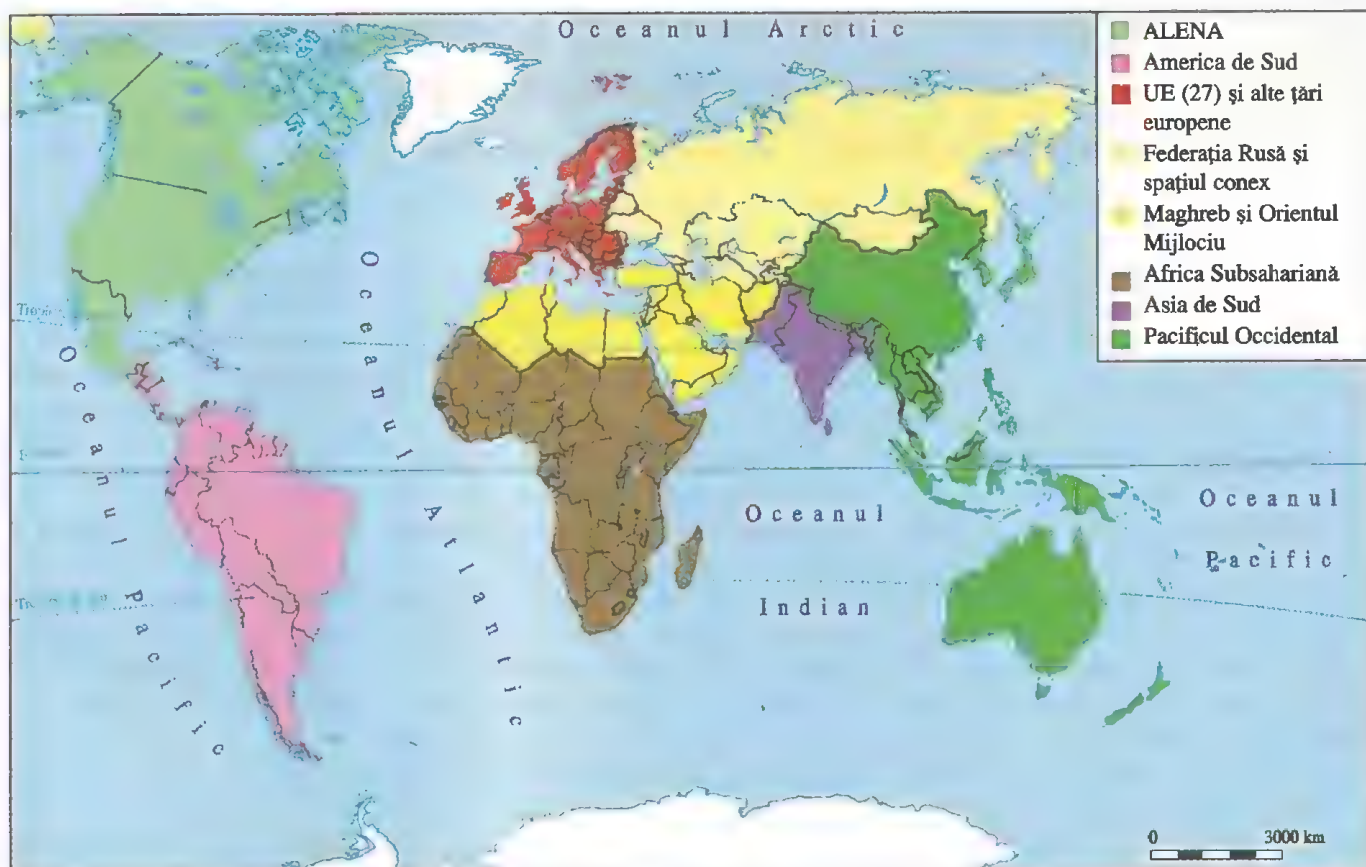 Oceanul Arctic
ALENA
America de Sud
UE (27) și alte țări
europene
Federația Rusă și
spațiul conex
Maghreb și Orientul
Mijlociu
Africa Subsahariană
Asia de Sud
Pacificul Occidental
Oceanul Pacific
Oceanul Atlantic
Oceanul
Indian
Oceanul
Pacific
0 3000 km